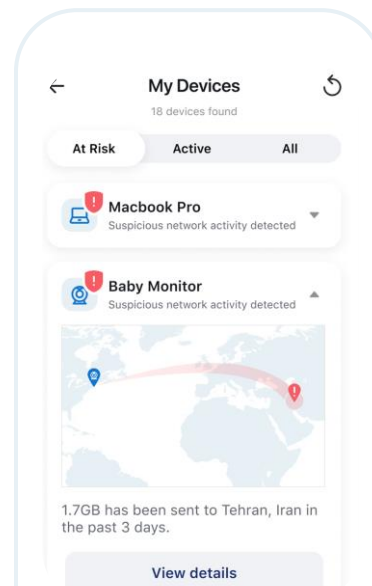 My Devices
18 devices found
At Risk Active All
Macbook Pro
Suspicious network activity detected
Baby Monitor
Suspicious network activity detected
1.7GB has been sent to Tehran, Iran in
the past 3 days.
View details